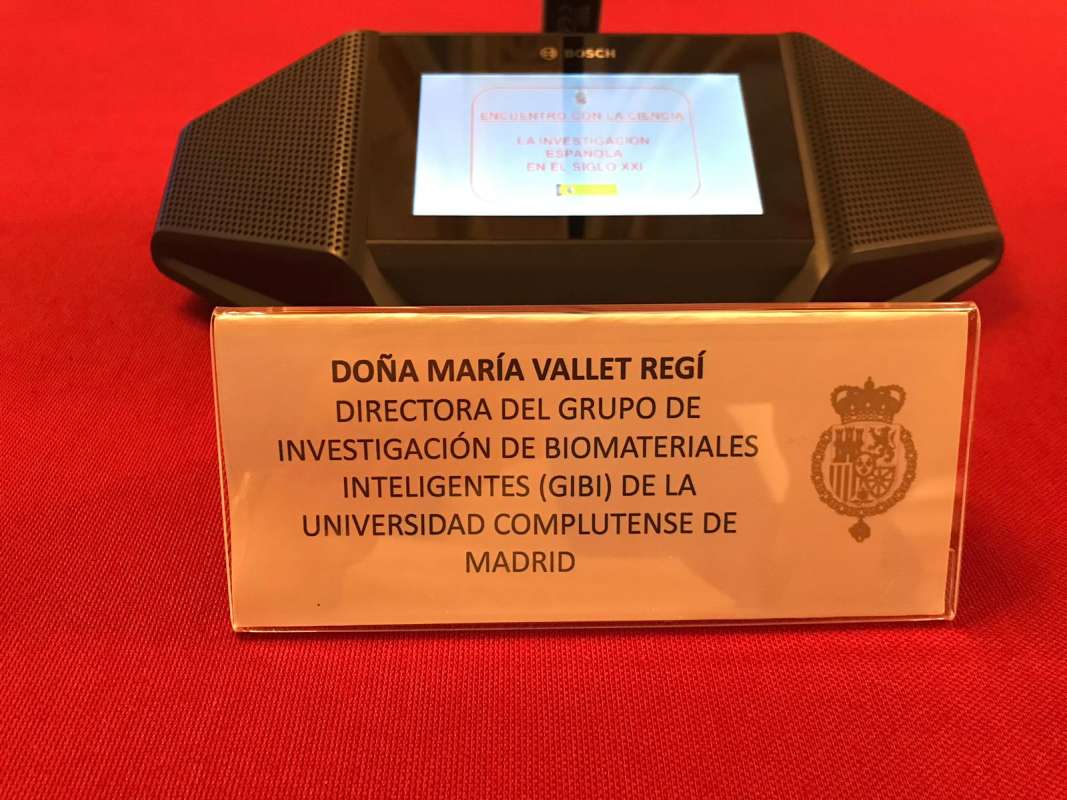 BOSCH
ENCUENTRO CON LA CIENCIA
LA INVESTIGACION
ESPAÑOLA
EN EL SIGLO XXI
DOÑA MARÍA VALLET REGÍ
DIRECTORA DEL GRUPO DE
INVESTIGACIÓN DE BIOMATERIALES
INTELIGENTES (GIBI) DE LA
UNIVERSIDAD COMPLUTENSE DE
MADRID